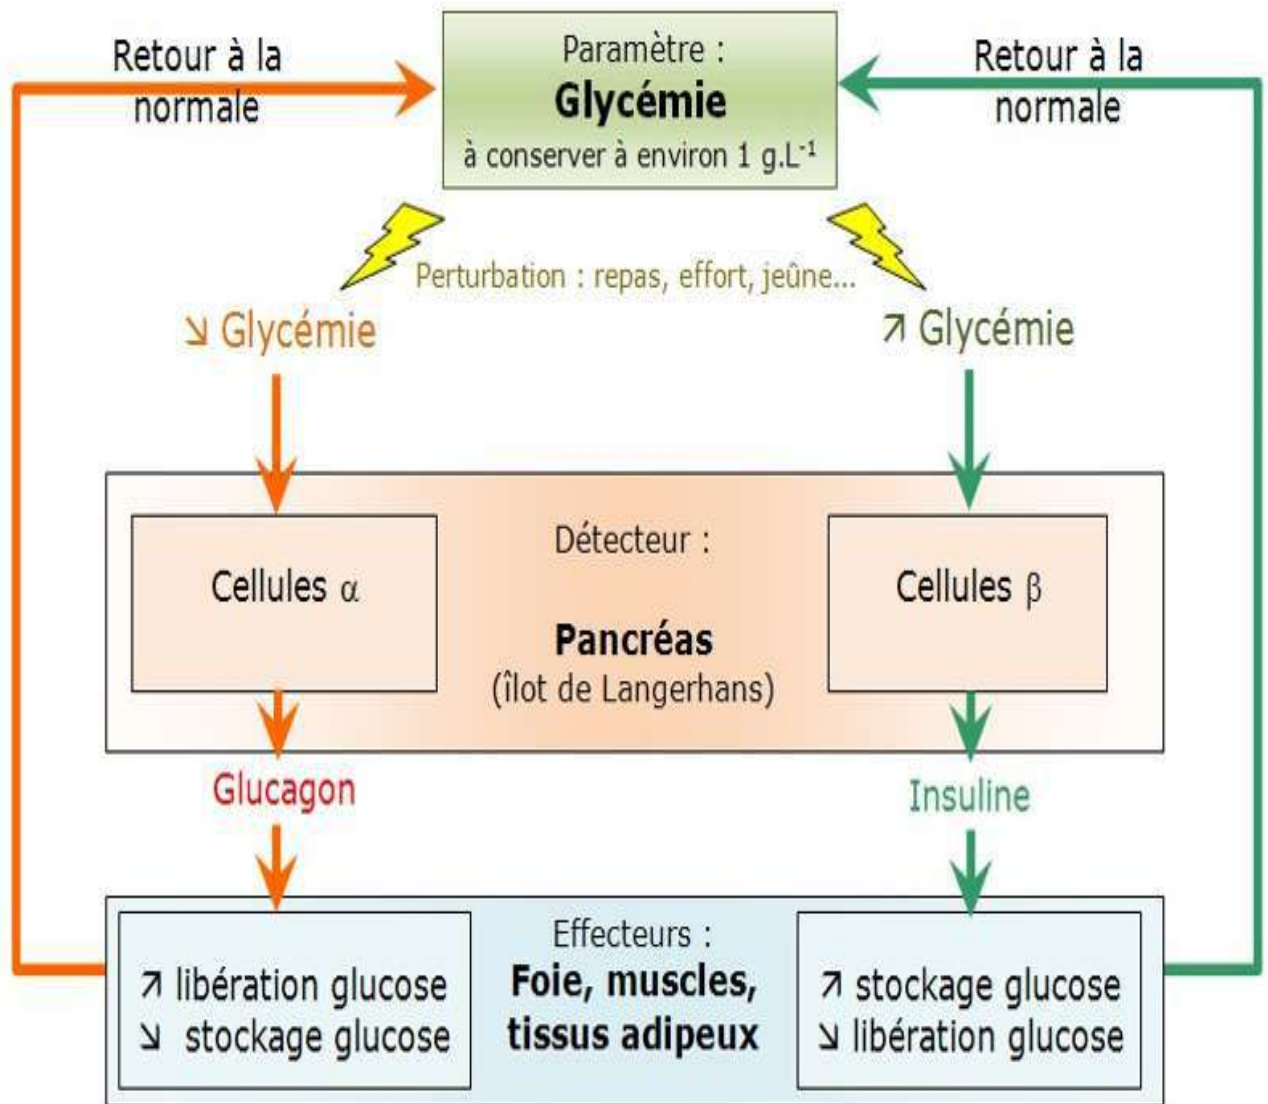 Retour à la
normale
Paramètre :
Glycémie
à conserver à environ 1 g.L⁻¹
Retour à la
normale
Perturbation : repas, effort, jeûne...
↘ Glycémie
↗ Glycémie
Cellules α
Détecteur :
Pancréas
(îlot de Langerhans)
Cellules β
Glucagon
Insuline
↗ libération glucose
↘ stockage glucose
Effecteurs :
Foie, muscles,
tissus adipeux
↗ stockage glucose
↘ libération glucose